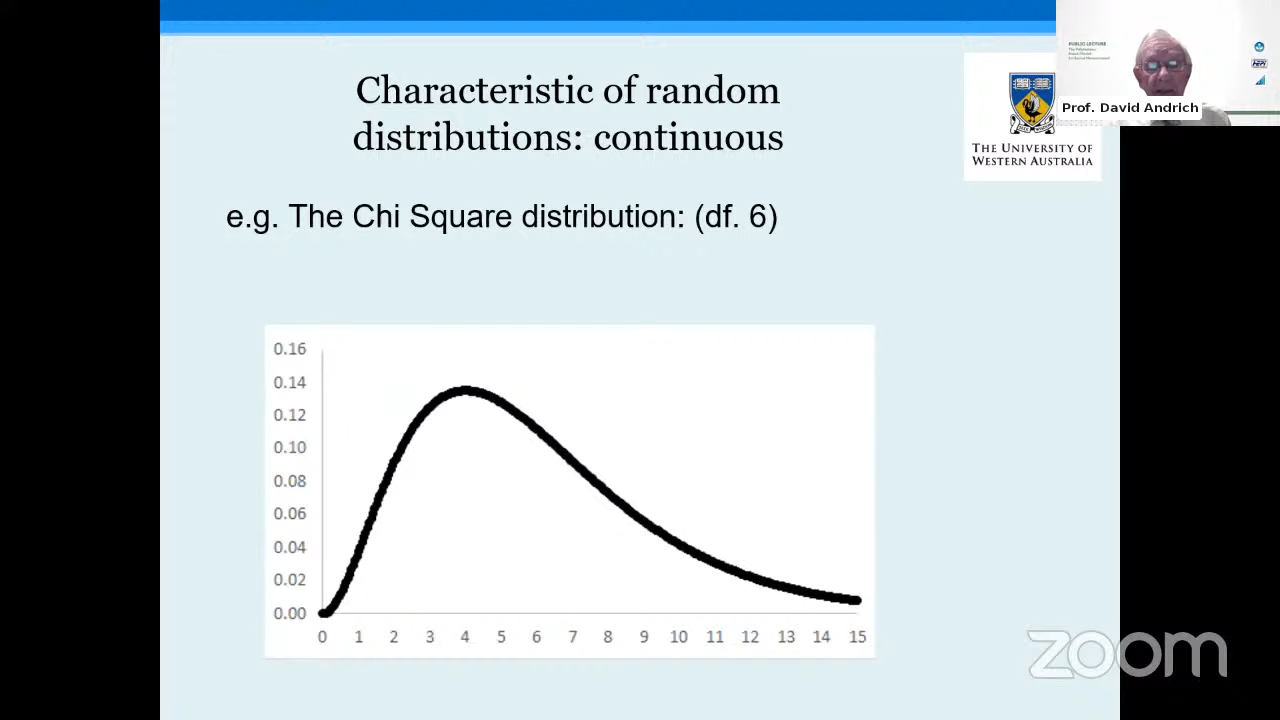 Characteristic of random
distributions: continuous
PUBLIC LECTURE
Prof. David Andrich
THE UNIVERSITY OF
WESTERN AUSTRALIA
e.g. The Chi Square distribution: (df. 6)
0.16
0.14
0.12
0.10
0.08
0.06
0.04
0.02
0.00
0 1 2 3 4 5 6 7 8 9 10 11 12 13 14 15
zoom